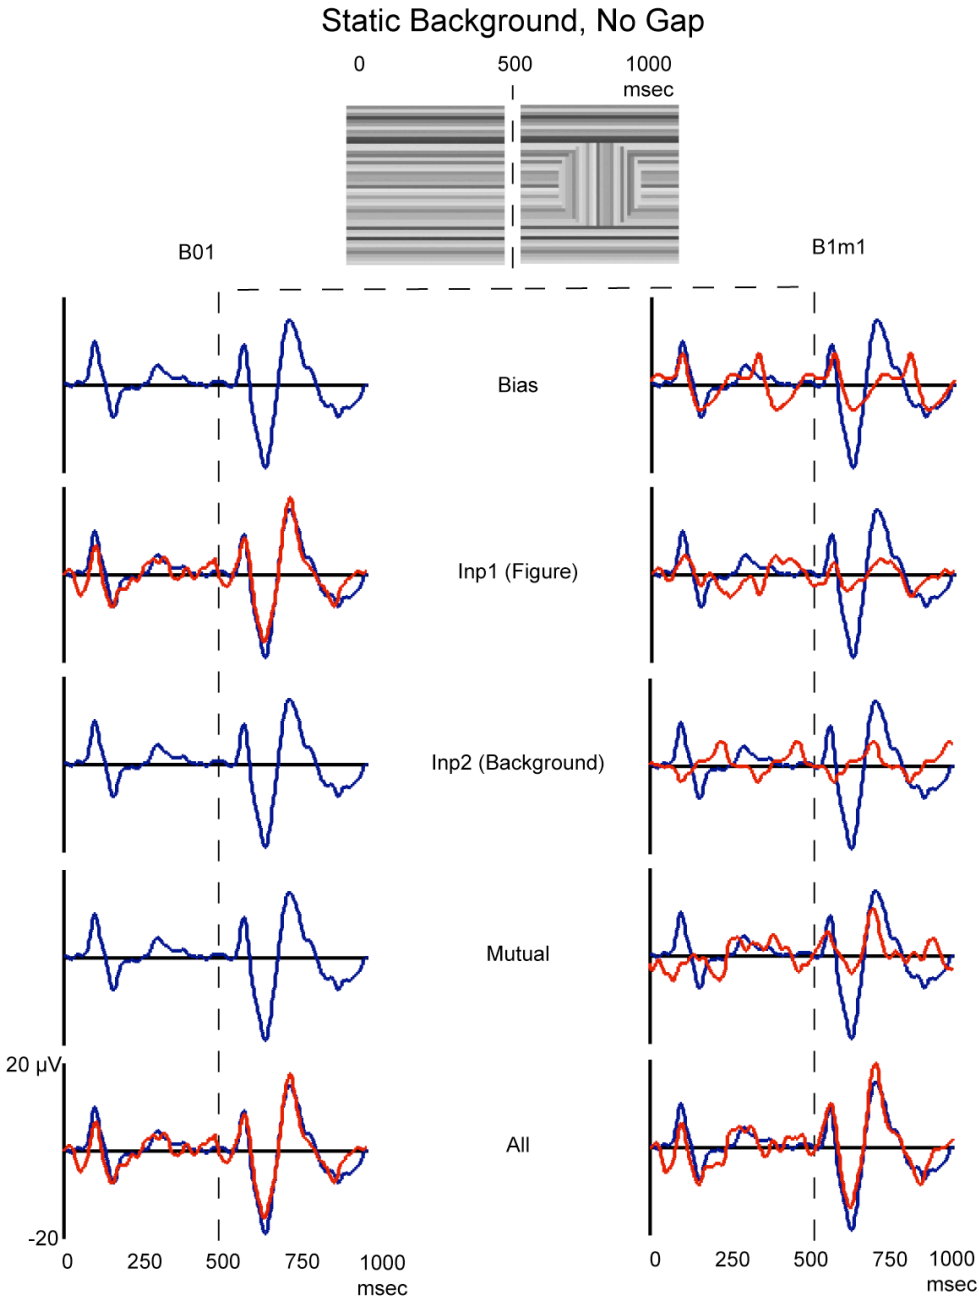 Static Background, No Gap
0 500 1000
msec
B01 B1m1
Bias
Inp1 (Figure)
Inp2 (Background)
Mutual
20 µV
All
-20
0 250 500 750 1000 0 250 500 750 1000
msec msec